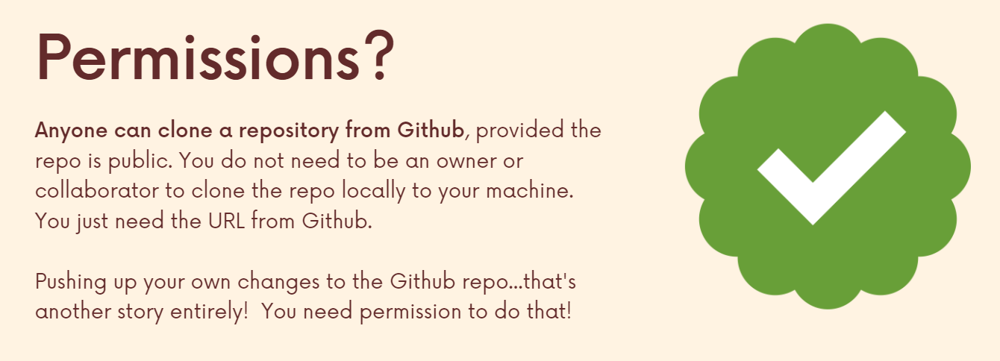 Permissions?
Anyone can clone a repository from Github, provided the
repo is public. You do not need to be an owner or
collaborator to clone the repo locally to your machine.
You just need the URL from Github.
Pushing up your own changes to the Github repo...that's
another story entirely!  You need permission to do that!